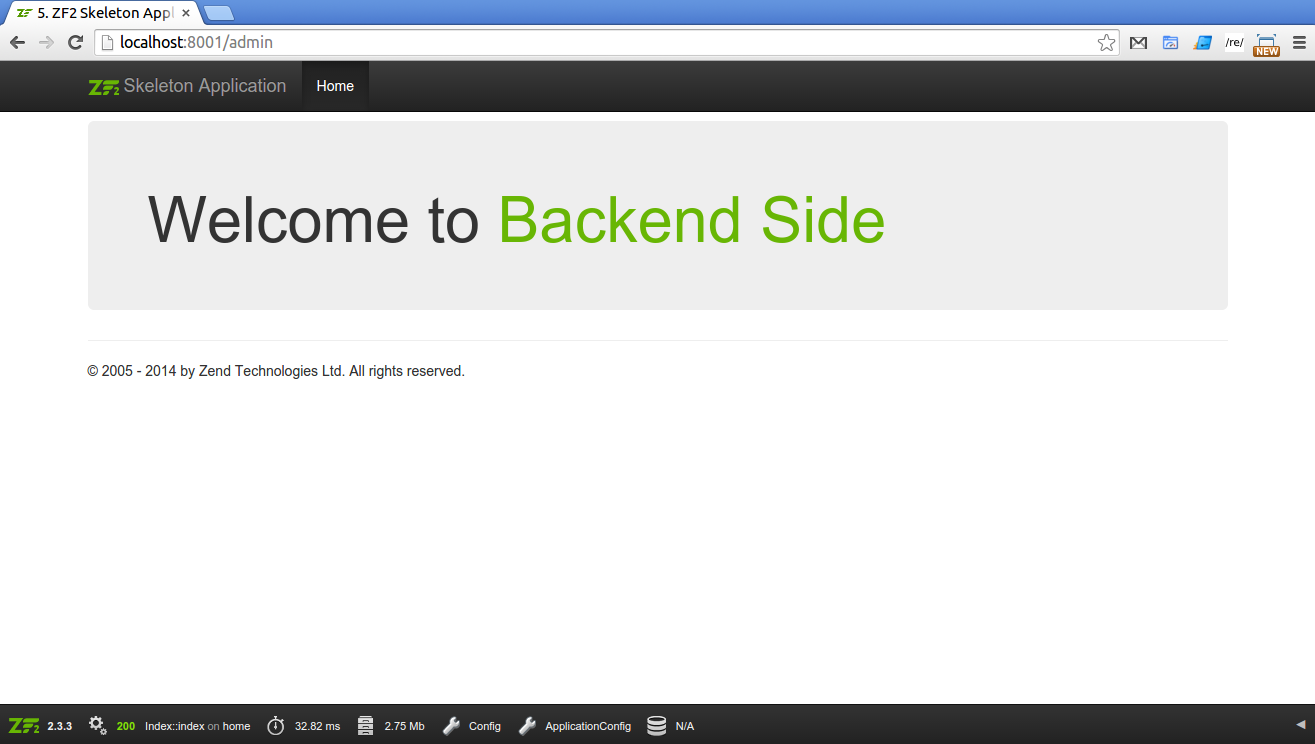 5. ZF2 Skeleton Appl
localhost:8001/admin
/re/
NEW
ZF2 Skeleton Application Home
Welcome to Backend Side
© 2005 - 2014 by Zend Technologies Ltd. All rights reserved.
ZF2 2.3.3 200 Index::index on home 32.82 ms 2.75 Mb Config ApplicationConfig N/A